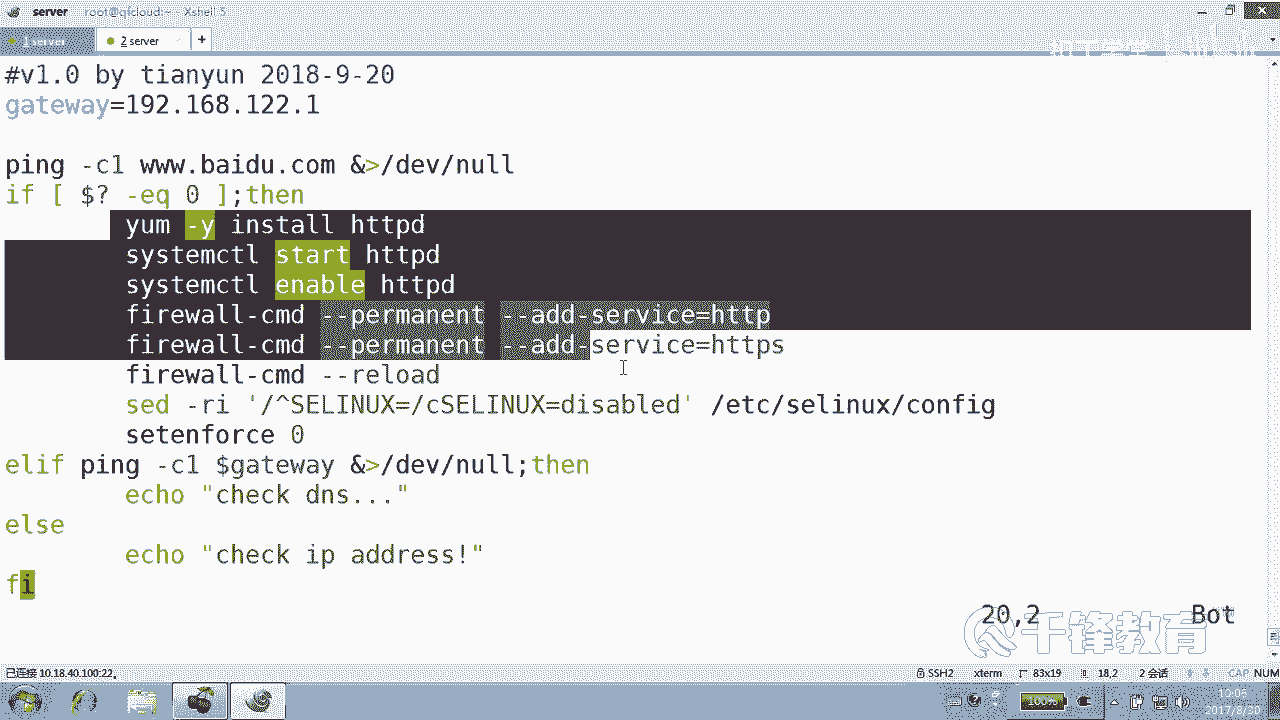 server root@qfcloud:~ - Xshell 5
1 server
2 server
+
#v1.0 by tianyun 2018-9-20
gateway=192.168.122.1
ping -c1 www.baidu.com &>/dev/null
if [ $? -eq 0 ];then
yum -y install httpd
systemctl start httpd
systemctl enable httpd
firewall-cmd --permanent --add-service=http
firewall-cmd --permanent --add-service=https
firewall-cmd --reload
sed -ri '/^SELINUX=/cSELINUX=disabled' /etc/selinux/config
setenforce 0
elif ping -c1 $gateway &>/dev/null;then
echo "check dns..."
else
echo "check ip address!"
fi
20,2 Bot
千锋教育
已连接 10.18.40.100:22。 SSH2 xterm 83x19 18,2 2 会话 CAP NUM
100% 10:06
2017/8/30